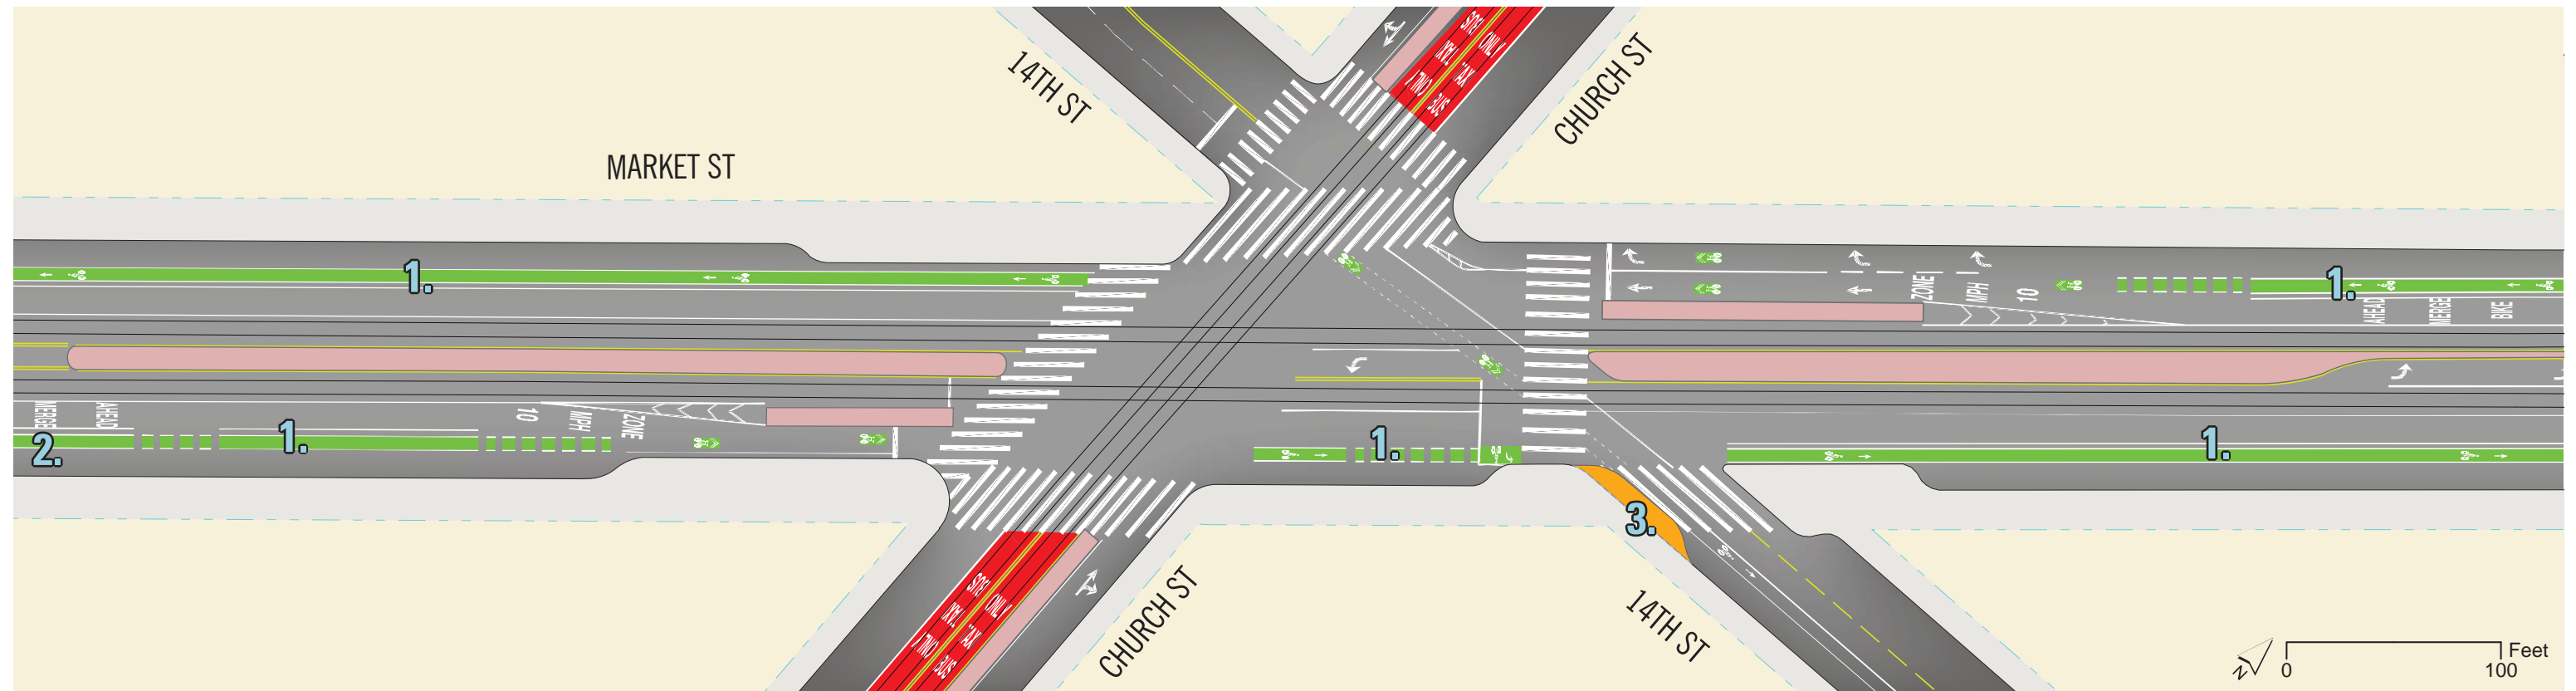 14TH ST
CHURCH ST
MARKET ST
1.
1.
ZONE
MPH
10
AHEAD
MERGE
BIKE
MERGE
AHEAD
10
MPH
ZONE
2.
1.
1.
1.
3.
BUS
TAXI
ONLY
CHURCH ST
14TH ST
N
0
100
Feet